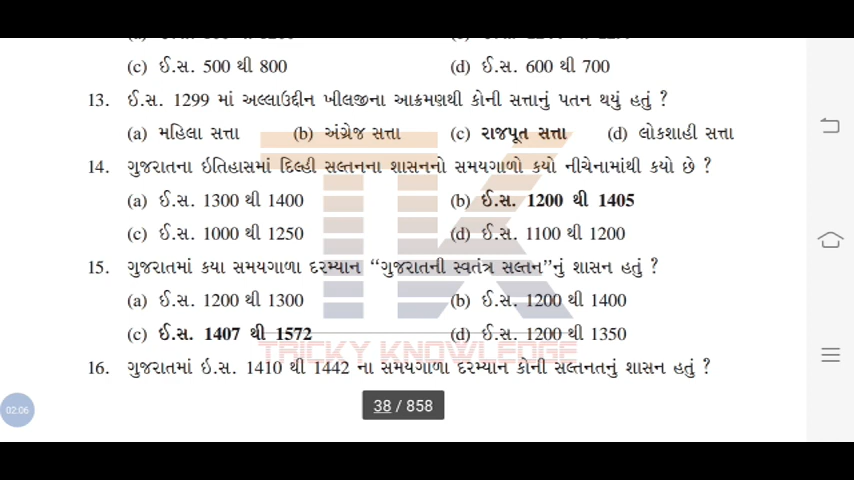 (c) ઈ.સ. 500 થી 800 (d) ઈ.સ. 600 થી 700
13. ઈ.સ. 1299 માં અલ્લાઉદ્દીન ખીલજીના આક્રમણથી કોની સત્તાનું પતન થયું હતું ?
(a) મહિલા સત્તા (b) અંગ્રેજ સત્તા (c) રાજપૂત સત્તા (d) લોકશાહી સત્તા
14. ગુજરાતના ઇતિહાસમાં દિલ્હી સલ્તનના શાસનનો સમયગાળો કયો નીચેનામાંથી કયો છે ?
(a) ઈ.સ. 1300 થી 1400 (b) ઈ.સ. 1200 થી 1405
(c) ઈ.સ. 1000 થી 1250 (d) ઈ.સ. 1100 થી 1200
15. ગુજરાતમાં કયા સમયગાળા દરમ્યાન “ગુજરાતની સ્વતંત્ર સલ્તન”નું શાસન હતું ?
(a) ઈ.સ. 1200 થી 1300 (b) ઈ.સ. 1200 થી 1400
(c) ઈ.સ. 1407 થી 1572 (d) ઈ.સ. 1200 થી 1350
TRICKY KNOWLEDGE
16. ગુજરાતમાં ઇ.સ. 1410 થી 1442 ના સમયગાળા દરમ્યાન કોની સલ્તનતનું શાસન હતું ?
38 / 858
02:06